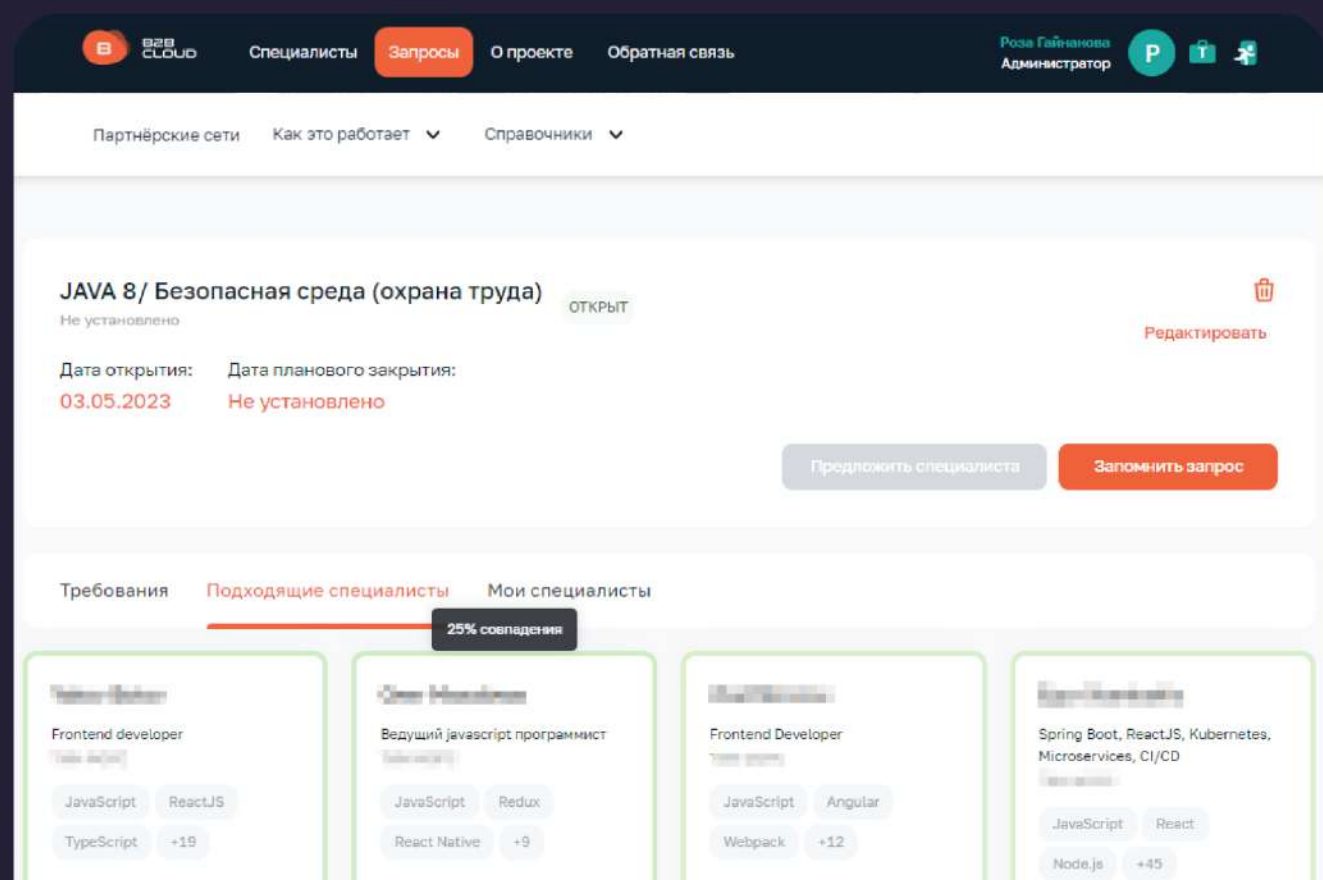 B
B2B
CLOUD
Специалисты
Запросы
О проекте
Обратная связь
Роза Гайнанова
Администратор
Р
T
Партнёрские сети
Как это работает
Справочники
JAVA 8/ Безопасная среда (охрана труда)
ОТКРЫТ
Не установлено
Редактировать
Дата открытия:
Дата планового закрытия:
03.05.2023
Не установлено
Предложить специалиста
Запомнить запрос
Требования
Подходящие специалисты
Мои специалисты
25% совпадения
Frontend developer
JavaScript
ReactJS
TypeScript
+19
Ведущий javascript программист
JavaScript
Redux
React Native
+9
Frontend Developer
JavaScript
Angular
Webpack
+12
Spring Boot, ReactJS, Kubernetes,
Microservices, CI/CD
JavaScript
React
Node.js
+45